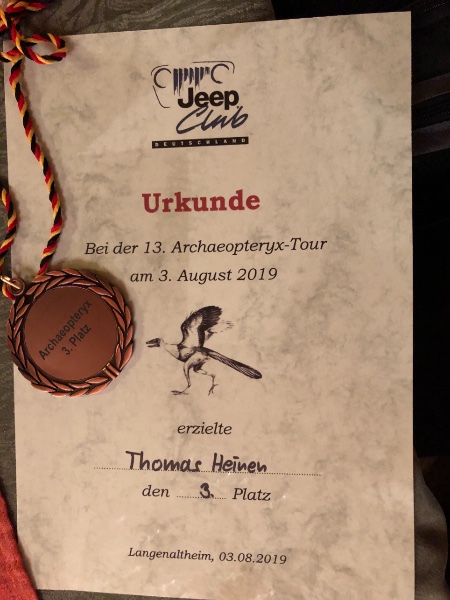 Jeep
Club
DEUTSCHLAND
Urkunde
Bei der 13. Archaeopteryx-Tour
am 3. August 2019
Archaeopteryx
3. Platz
erzielte
Thomas Heinen
den 3. Platz
Langenaltheim, 03.08.2019